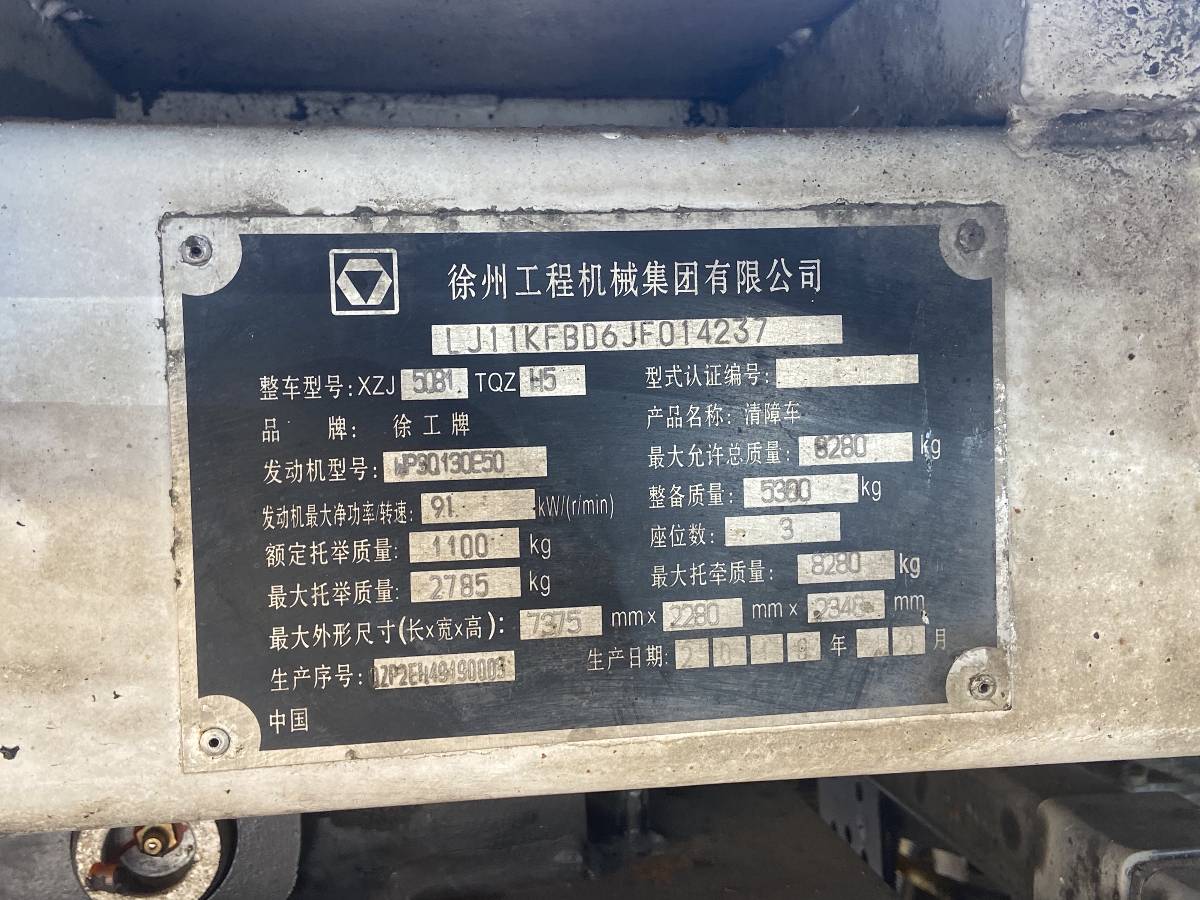 徐州工程机械集团有限公司
LJ11KFBD6JF014237
整车型号:XZJ 5081 TQZ H5
型式认证编号:
品 牌: 徐工牌
产品名称: 清障车
发动机型号: WP3Q130E50
最大允许总质量: 8280 kg
发动机最大净功率/转速: 91 kW/(r/min)
整备质量: 5300 kg
额定托举质量: 1100 kg
座位数: 3
最大托举质量: 2785 kg
最大托牵质量: 8280 kg
最大外形尺寸(长x宽x高): 7375 mm x 2280 mm x 2348 mm
生产序号:
生产日期: 2019 年 月
中国